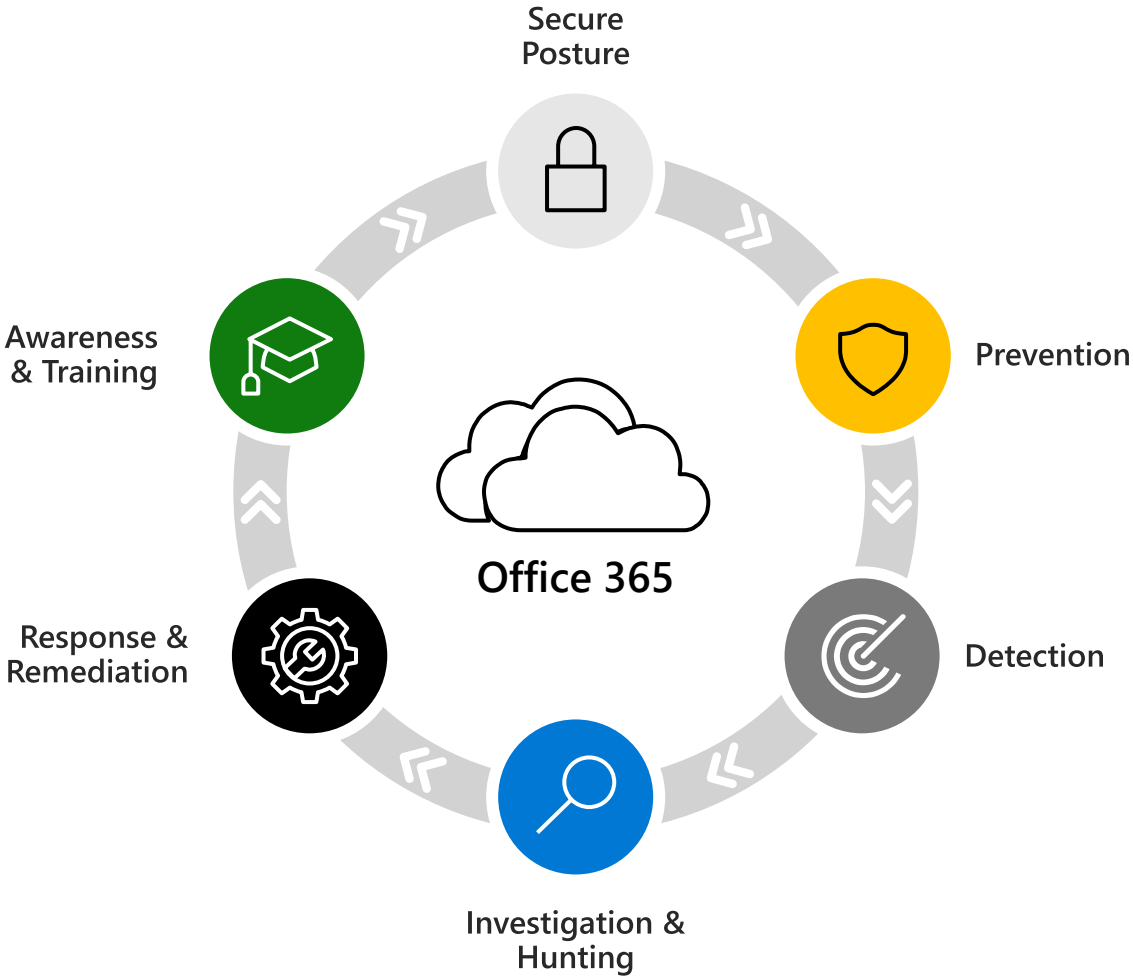 Secure
Posture
Awareness
& Training
Prevention
Office 365
Response &
Remediation
Detection
Investigation &
Hunting